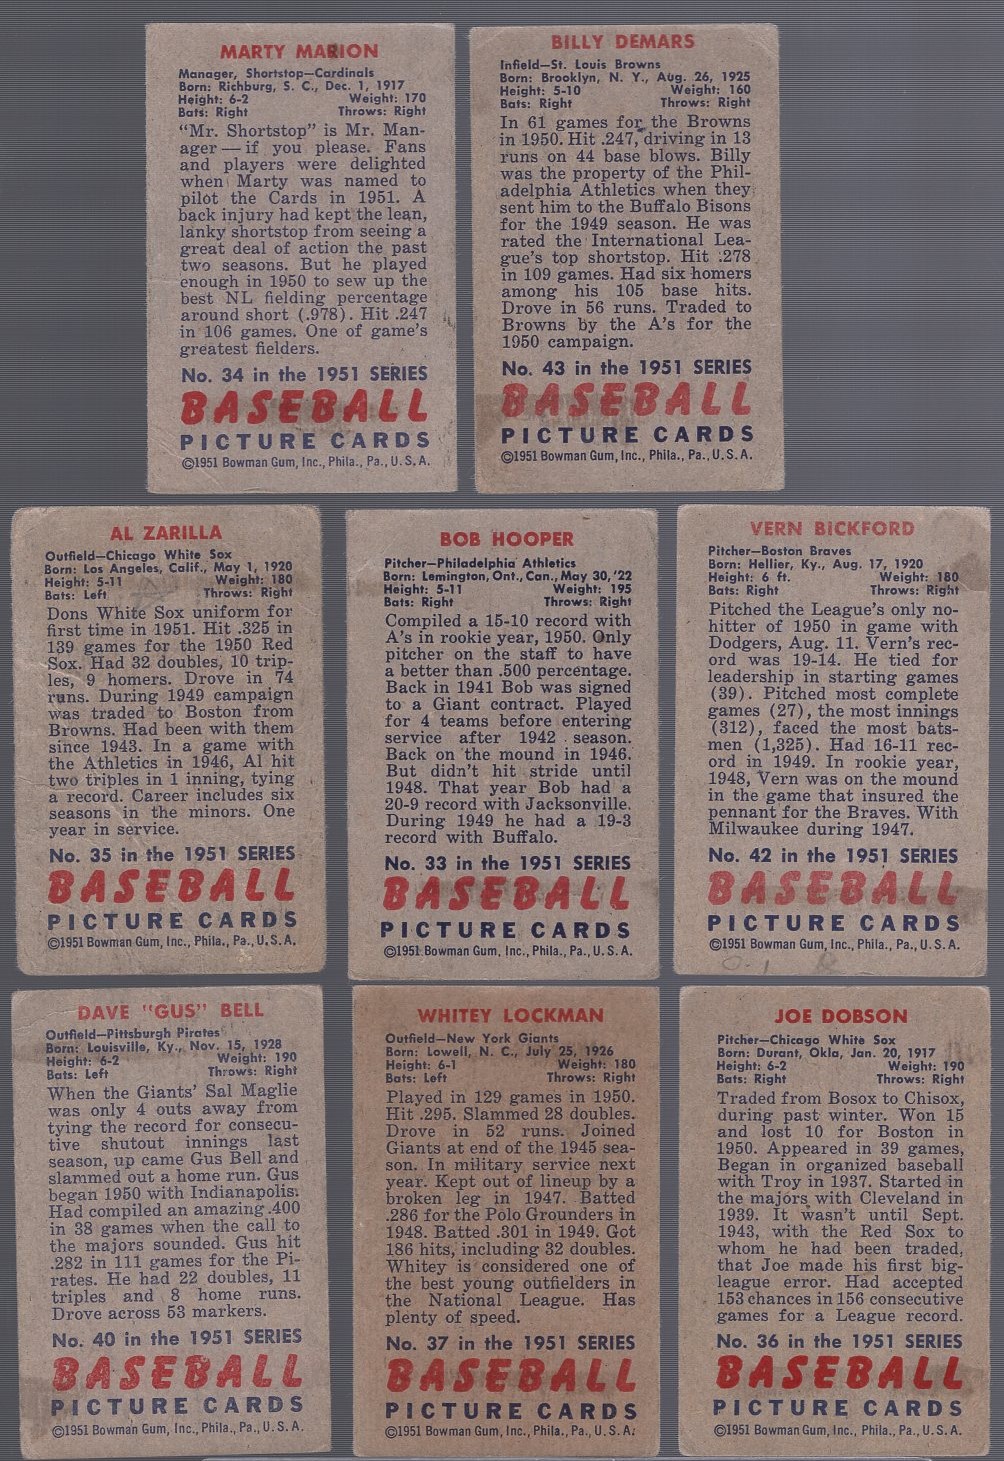 MARTY MARION
Manager, Shortstop—Cardinals
Born: Richburg, S. C., Dec. 1, 1917
Height: 6-2 Weight: 170
Bats: Right Throws: Right
"Mr. Shortstop" is Mr. Man-
ager — if you please. Fans
and players were delighted
when Marty was named to
pilot the Cards in 1951. A
back injury had kept the lean,
lanky shortstop from seeing a
great deal of action the past
two seasons. But he played
enough in 1950 to sew up the
best NL fielding percentage
around short (.978). Hit .247
in 106 games. One of game's
greatest fielders.
No. 34 in the 1951 SERIES
BASEBALL
PICTURE CARDS
©1951 Bowman Gum, Inc., Phila., Pa., U.S.A.
BILLY DEMARS
Infield—St. Louis Browns
Born: Brooklyn, N. Y., Aug. 26, 1925
Height: 5-10 Weight: 160
Bats: Right Throws: Right
In 61 games for the Browns
in 1950. Hit .247, driving in 13
runs on 44 base blows. Billy
was the property of the Phil-
adelphia Athletics when they
sent him to the Buffalo Bisons
for the 1949 season. He was
rated the International Lea-
gue's top shortstop. Hit .278
in 109 games. Had six homers
among his 105 base hits.
Drove in 56 runs. Traded to
Browns by the A's for the
1950 campaign.
No. 43 in the 1951 SERIES
BASEBALL
PICTURE CARDS
©1951 Bowman Gum, Inc., Phila., Pa., U.S.A.
AL ZARILLA
Outfield—Chicago White Sox
Born: Los Angeles, Calif., May 1, 1920
Height: 5-11 Weight: 180
Bats: Left Throws: Right
Dons White Sox uniform for
first time in 1951. Hit .325 in
139 games for the 1950 Red
Sox. Had 32 doubles, 10 trip-
les, 9 homers. Drove in 74
runs. During 1949 campaign
was traded to Boston from
Browns. Had been with them
since 1943. In a game with
the Athletics in 1946, Al hit
two triples in 1 inning, tying
a record. Career includes six
seasons in the minors. One
year in service.
No. 35 in the 1951 SERIES
BASEBALL
PICTURE CARDS
©1951 Bowman Gum, Inc., Phila., Pa., U.S.A.
BOB HOOPER
Pitcher—Philadelphia Athletics
Born: Lemington, Ont., Can., May 30, '22
Height: 5-11 Weight: 195
Bats: Right Throws: Right
Compiled a 15-10 record with
A's in rookie year, 1950. Only
pitcher on the staff to have
a better than .500 percentage.
Back in 1941 Bob was signed
to a Giant contract. Played
for 4 teams before entering
service after 1942 season.
Back on the mound in 1946.
But didn't hit stride until
1948. That year Bob had a
20-9 record with Jacksonville.
During 1949 he had a 19-3
record with Buffalo.
No. 33 in the 1951 SERIES
BASEBALL
PICTURE CARDS
©1951 Bowman Gum, Inc., Phila., Pa., U.S.A.
VERN BICKFORD
Pitcher—Boston Braves
Born: Hellier, Ky., Aug. 17, 1920
Height: 6 ft. Weight: 180
Bats: Right Throws: Right
Pitched the League's only no-
hitter of 1950 in game with
Dodgers, Aug. 11. Vern's rec-
ord was 19-14. He tied for
leadership in starting games
(39). Pitched most complete
games (27), the most innings
(312), faced the most bats-
men (1,325). Had 16-11 rec-
ord in 1949. In rookie year,
1948, Vern was on the mound
in the game that insured the
pennant for the Braves. With
Milwaukee during 1947.
No. 42 in the 1951 SERIES
BASEBALL
PICTURE CARDS
©1951 Bowman Gum, Inc., Phila., Pa., U.S.A.
DAVE "GUS" BELL
Outfield—Pittsburgh Pirates
Born: Louisville, Ky., Nov. 15, 1928
Height: 6-2 Weight: 190
Bats: Left Throws: Right
When the Giants' Sal Maglie
was only 4 outs away from
tying the record for consecu-
tive shutout innings last
season, up came Gus Bell and
slammed out a home run. Gus
began 1950 with Indianapolis.
Had compiled an amazing .400
in 38 games when the call to
the majors sounded. Gus hit
.282 in 111 games for the Pi-
rates. He had 22 doubles, 11
triples and 8 home runs.
Drove across 53 markers.
No. 40 in the 1951 SERIES
BASEBALL
PICTURE CARDS
©1951 Bowman Gum, Inc., Phila., Pa., U.S.A.
WHITEY LOCKMAN
Outfield—New York Giants
Born: Lowell, N. C., July 25, 1926
Height: 6-1 Weight: 180
Bats: Left Throws: Right
Played in 129 games in 1950.
Hit .295. Slammed 28 doubles.
Drove in 52 runs. Joined
Giants at end of the 1945 sea-
son. In military service next
year. Kept out of lineup by a
broken leg in 1947. Batted
.286 for the Polo Grounders in
1948. Batted .301 in 1949. Got
186 hits, including 32 doubles.
Whitey is considered one of
the best young outfielders in
the National League. Has
plenty of speed.
No. 37 in the 1951 SERIES
BASEBALL
PICTURE CARDS
©1951 Bowman Gum, Inc., Phila., Pa., U.S.A.
JOE DOBSON
Pitcher—Chicago White Sox
Born: Durant, Okla, Jan. 20, 1917
Height: 6-2 Weight: 190
Bats: Right Throws: Right
Traded from Bosox to Chisox,
during past winter. Won 15
and lost 10 for Boston in
1950. Appeared in 39 games,
Began in organized baseball
with Troy in 1937. Started in
the majors with Cleveland in
1939. It wasn't until Sept.
1943, with the Red Sox to
whom he had been traded,
that Joe made his first big-
league error. Had accepted
153 chances in 156 consecutive
games for a League record.
No. 36 in the 1951 SERIES
BASEBALL
PICTURE CARDS
©1951 Bowman Gum, Inc., Phila., Pa., U.S.A.